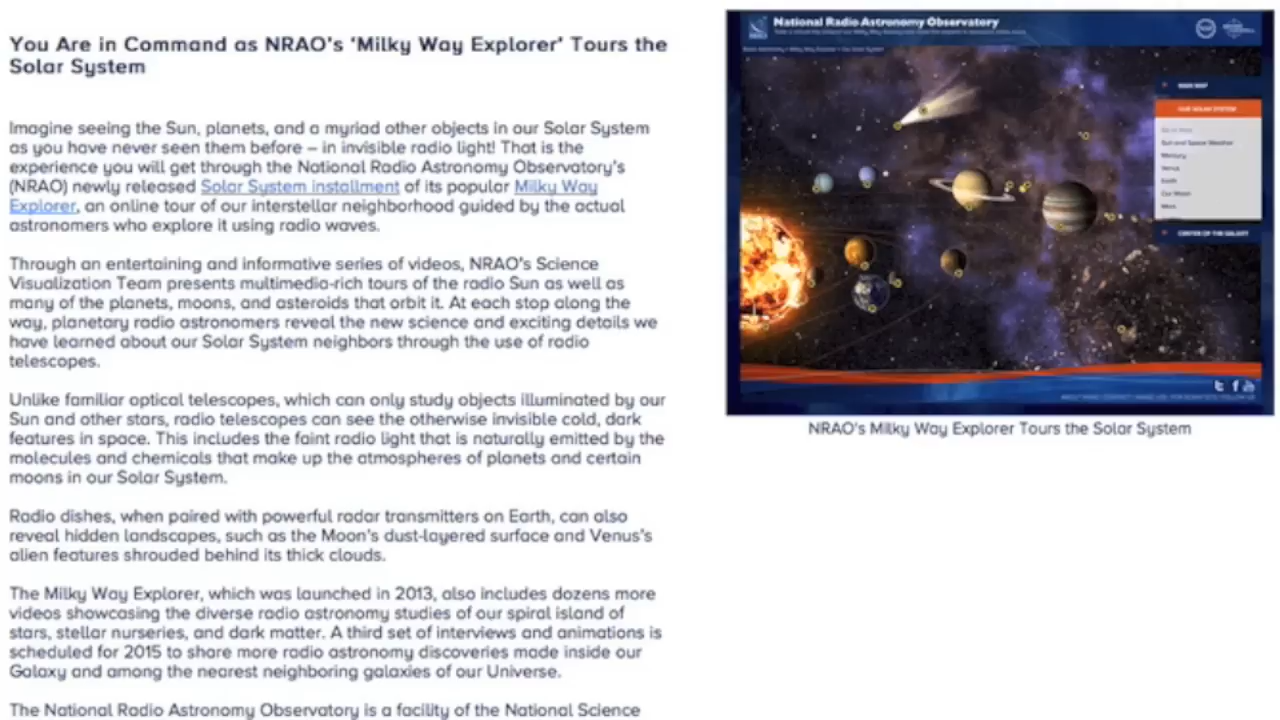 You Are in Command as NRAO's 'Milky Way Explorer' Tours the
Solar System
Imagine seeing the Sun, planets, and a myriad other objects in our Solar System
as you have never seen them before – in invisible radio light! That is the
experience you will get through the National Radio Astronomy Observatory's
(NRAO) newly released Solar System installment of its popular Milky Way
Explorer, an online tour of our interstellar neighborhood guided by the actual
astronomers who explore it using radio waves.
Through an entertaining and informative series of videos, NRAO's Science
Visualization Team presents multimedia-rich tours of the radio Sun as well as
many of the planets, moons, and asteroids that orbit it. At each stop along the
way, planetary radio astronomers reveal the new science and exciting details we
have learned about our Solar System neighbors through the use of radio
telescopes.
Unlike familiar optical telescopes, which can only study objects illuminated by our
Sun and other stars, radio telescopes can see the otherwise invisible cold, dark
features in space. This includes the faint radio light that is naturally emitted by the
molecules and chemicals that make up the atmospheres of planets and certain
moons in our Solar System.
Radio dishes, when paired with powerful radar transmitters on Earth, can also
reveal hidden landscapes, such as the Moon's dust-layered surface and Venus's
alien features shrouded behind its thick clouds.
The Milky Way Explorer, which was launched in 2013, also includes dozens more
videos showcasing the diverse radio astronomy studies of our spiral island of
stars, stellar nurseries, and dark matter. A third set of interviews and animations is
scheduled for 2015 to share more radio astronomy discoveries made inside our
Galaxy and among the nearest neighboring galaxies of our Universe.
The National Radio Astronomy Observatory is a facility of the National Science
National Radio Astronomy Observatory
OUR SOLAR SYSTEM
Sun and Space Weather
Mercury
Venus
Earth
Our Moon
Mars
CENTER OF THE GALAXY
NRAO's Milky Way Explorer Tours the Solar System